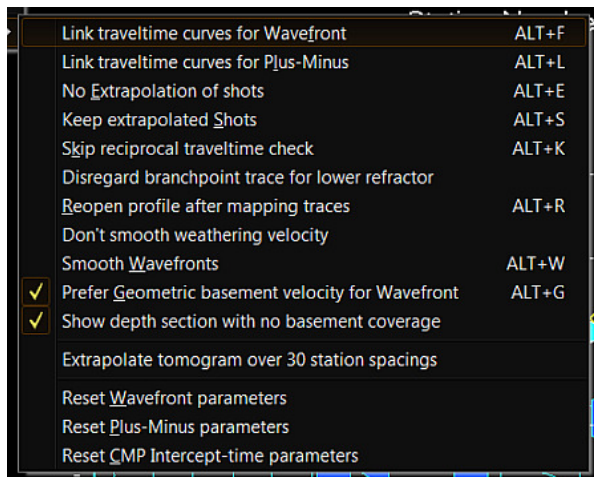 Link traveltime curves for Wavefront ALT+F
Link traveltime curves for Plus-Minus ALT+L
No Extrapolation of shots ALT+E
Keep extrapolated Shots ALT+S
Skip reciprocal traveltime check ALT+K
Disregard branchpoint trace for lower refractor
Reopen profile after mapping traces ALT+R
Don't smooth weathering velocity
Smooth Wavefronts ALT+W
Prefer Geometric basement velocity for Wavefront ALT+G
Show depth section with no basement coverage
Extrapolate tomogram over 30 station spacings
Reset Wavefront parameters
Reset Plus-Minus parameters
Reset CMP Intercept-time parameters